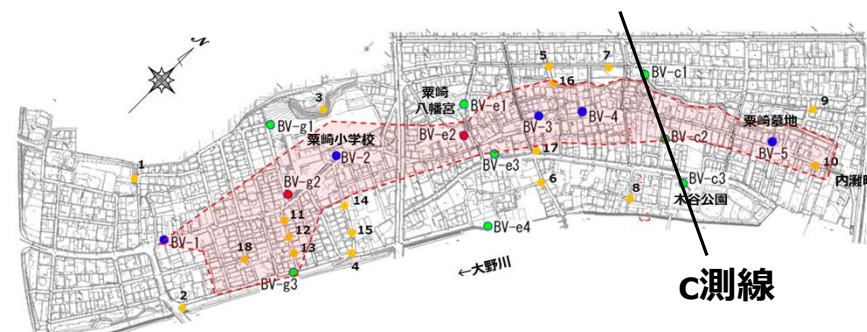 N
5
7
BV-c1
16
粟崎
八幡宮
BV-e1
3
BV-g1
粟崎小学校
BV-e2
BV-3
BV-4
9
粟崎墓地
BV-c2
BV-2
BV-5
17
BV-e3
10
1
BV-g2
6
BV-c3
内灘町
8
木谷公園
14
11
12
15
13
BV-e4
BV-1
18
4
BV-g3
←大野川
2
C測線